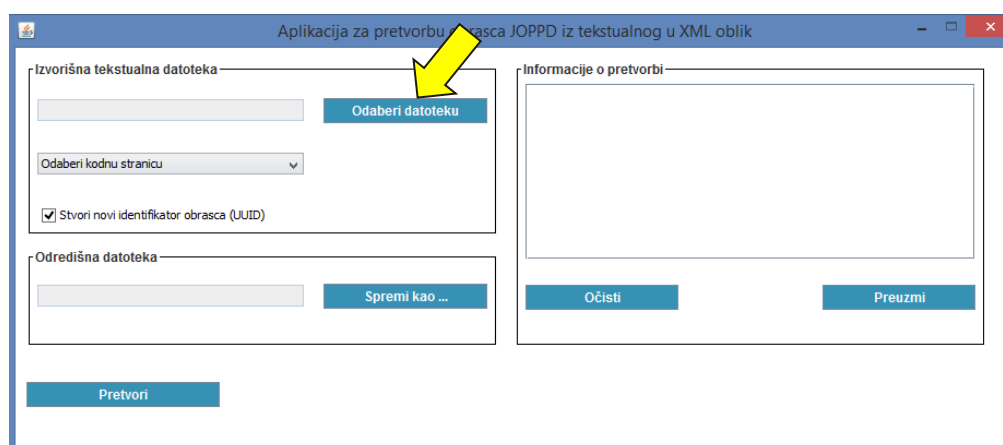 Aplikacija za pretvorbu obrasca JOPPD iz tekstualnog u XML oblik
Izvorišna tekstualna datoteka
Odaberi datoteku
Odaberi kodnu stranicu
Stvori novi identifikator obrasca (UUID)
Odredišna datoteka
Spremi kao ...
Pretvori
Informacije o pretvorbi
Očisti
Preuzmi